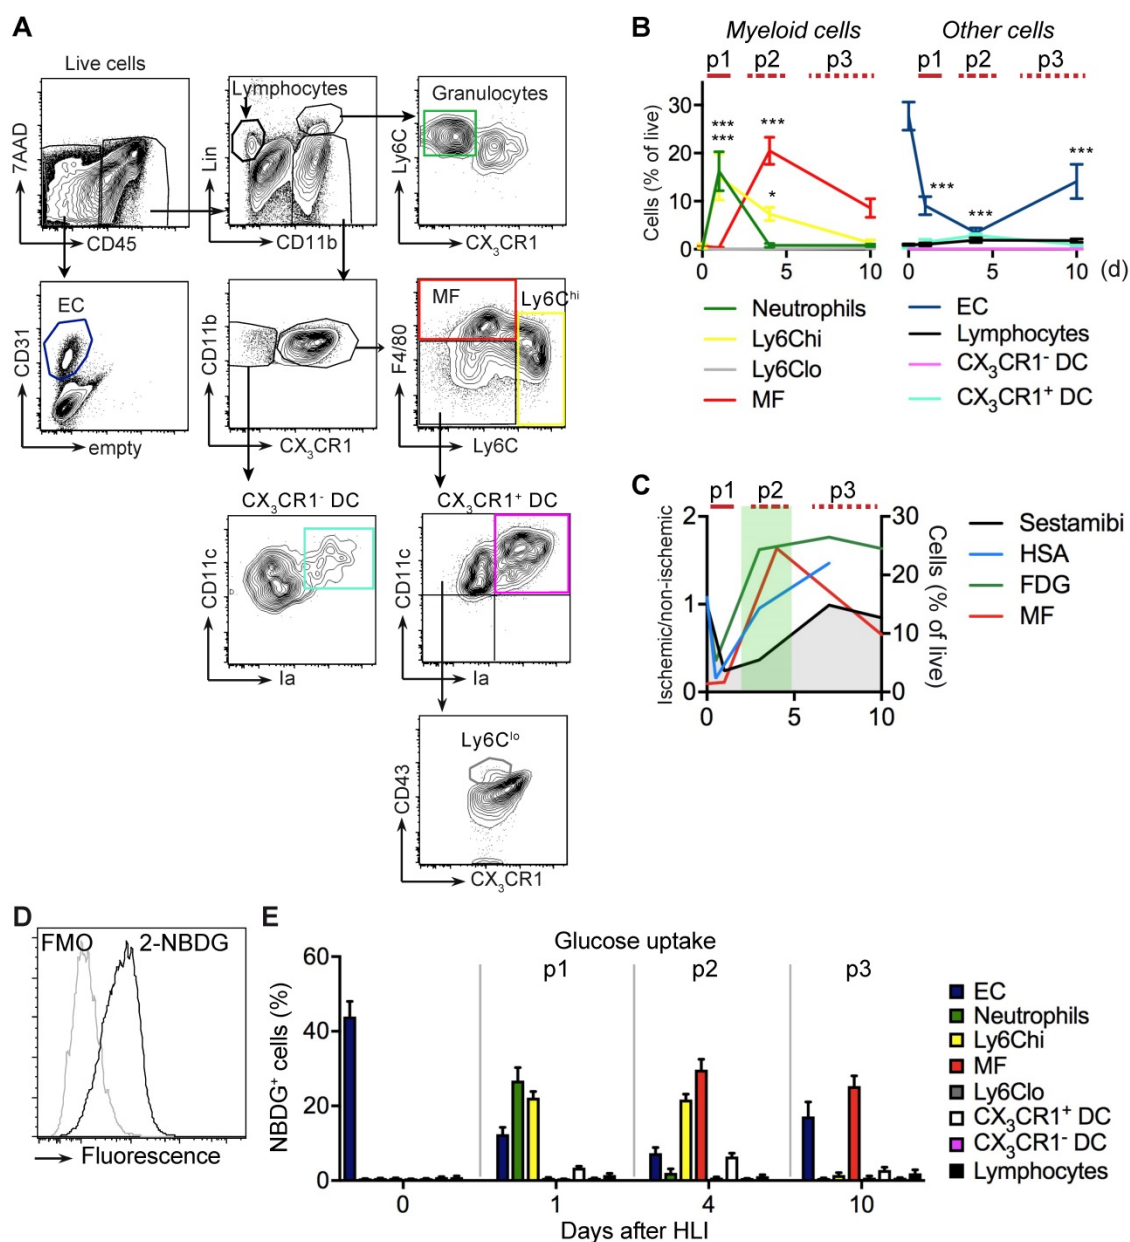 A
Live cells
7AAD
CD45
Lymphocytes
Lin
CD11b
Granulocytes
Ly6C
CX₃CR1
EC
CD31
empty
CD11b
CX₃CR1
MF
Ly6Cʰⁱ
F4/80
Ly6C
CX₃CR1⁻ DC
CD11c
Ia
CX₃CR1⁺ DC
CD11c
Ia
Ly6Cˡᵒ
CD43
CX₃CR1
B
Myeloid cells
Other cells
p1 p2 p3
p1 p2 p3
Cells (% of live)
30
20
10
0
***
***
***
*
***
***
***
0 5 10
0 5 10 (d)
Neutrophils
Ly6Chi
Ly6Clo
MF
EC
Lymphocytes
CX₃CR1⁻ DC
CX₃CR1⁺ DC
C
p1 p2 p3
Ischemic/non-ischemic
2
1
0
30
20
10
0
Cells (% of live)
0 5 10
Sestamibi
HSA
FDG
MF
D
FMO 2-NBDG
Fluorescence
E
Glucose uptake
p1 p2 p3
NBDG⁺ cells (%)
60
40
20
0
0 1 4 10
Days after HLI
EC
Neutrophils
Ly6Chi
MF
Ly6Clo
CX₃CR1⁺ DC
CX₃CR1⁻ DC
Lymphocytes